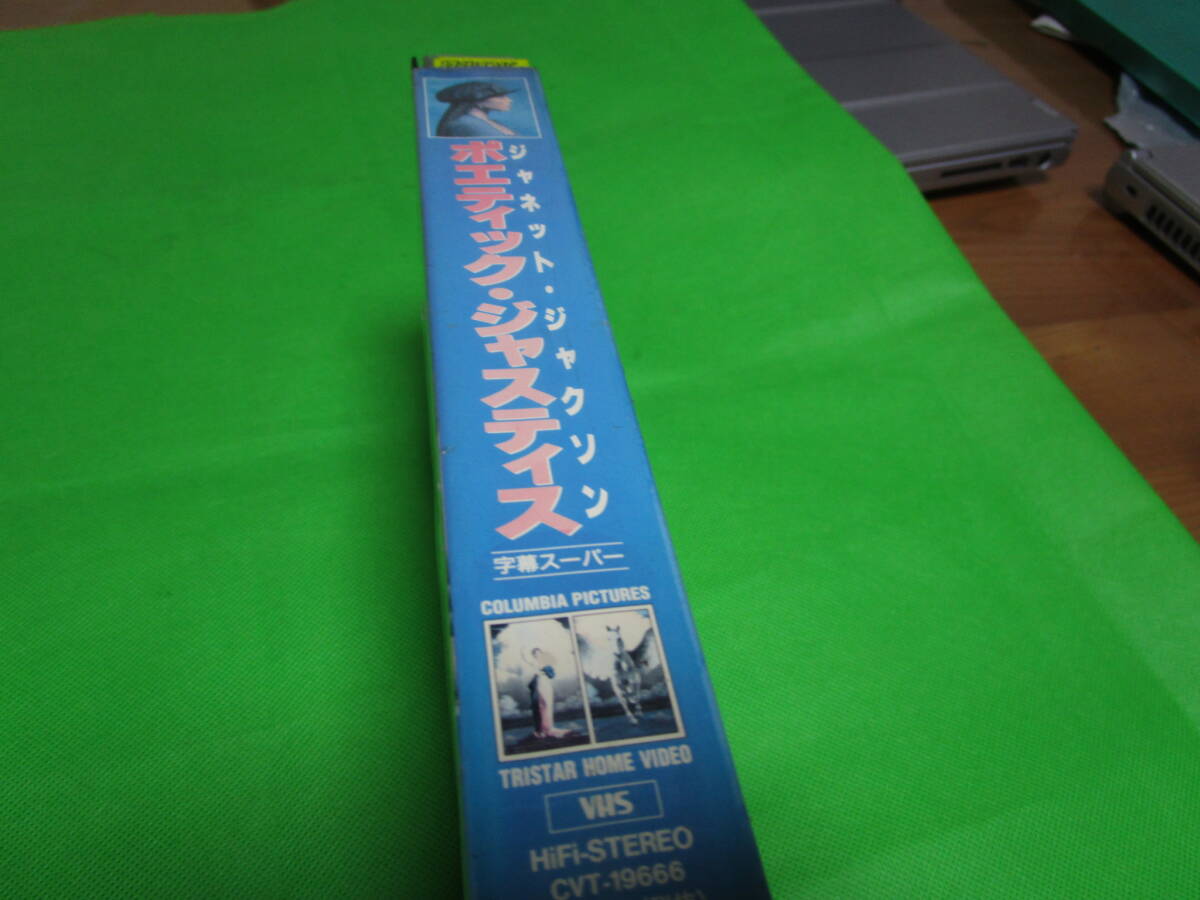 ジャネット・ジャクソン
ポエティック・ジャスティス
字幕スーパー
COLUMBIA PICTURES
TRISTAR HOME VIDEO
VHS
HiFi-STEREO
CVT-19666